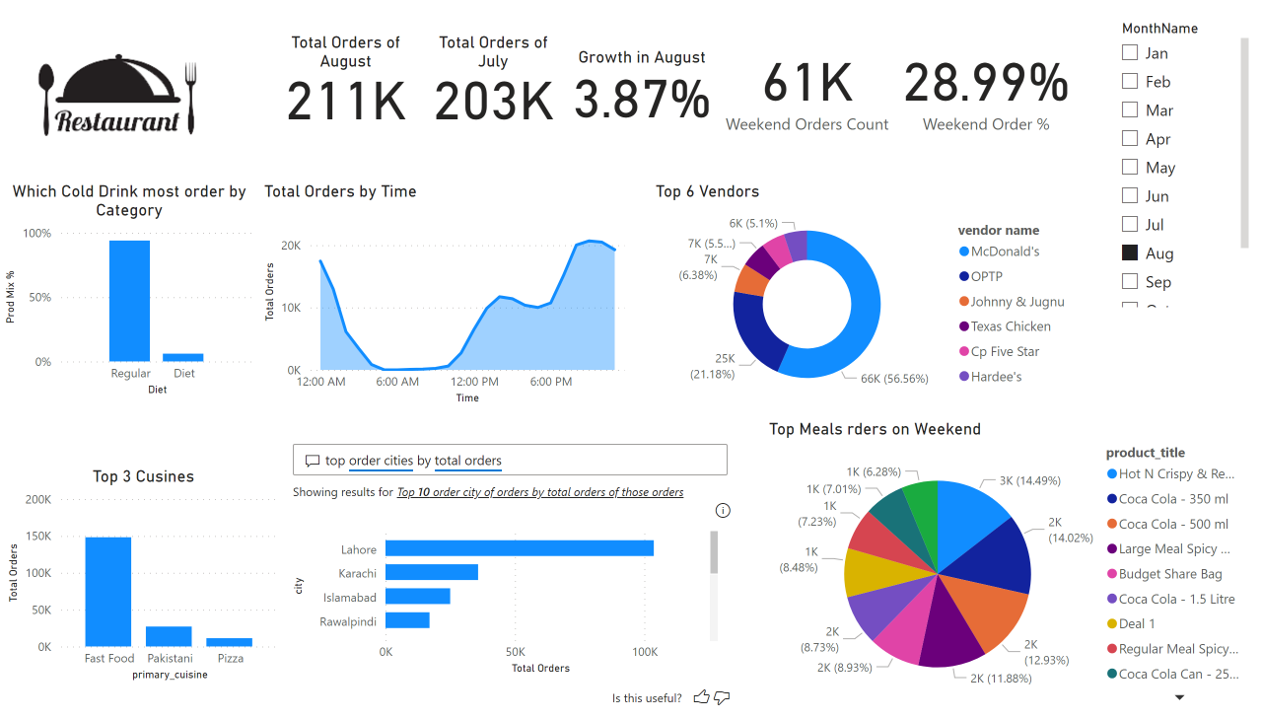 Restaurant
Total Orders of
August
211K
Total Orders of
July
203K
Growth in August
3.87%
61K
Weekend Orders Count
28.99%
Weekend Order %
MonthName
Jan
Feb
Mar
Apr
May
Jun
Jul
Aug
Sep
Which Cold Drink most order by
Category
100%
50%
0%
Prod Mix %
Regular
Diet
Diet
Total Orders by Time
20K
10K
0K
Total Orders
12:00 AM
6:00 AM
12:00 PM
6:00 PM
Time
Top 6 Vendors
6K (5.1%)
7K (5.5...)
7K
(6.38%)
25K
(21.18%)
66K (56.56%)
vendor name
McDonald's
OPTP
Johnny & Jugnu
Texas Chicken
Cp Five Star
Hardee's
Top 3 Cusines
200K
150K
100K
50K
0K
Total Orders
Fast Food
Pakistani
Pizza
primary_cuisine
top order cities by total orders
Showing results for Top 10 order city of orders by total orders of those orders
city
Lahore
Karachi
Islamabad
Rawalpindi
0K
50K
100K
Total Orders
Is this useful?
Top Meals rders on Weekend
1K (6.28%)
1K (7.01%)
1K
(7.23%)
1K
(8.48%)
2K
(8.73%)
2K (8.93%)
3K (14.49%)
2K
(14.02%)
2K
(12.93%)
2K (11.88%)
product_title
Hot N Crispy & Re...
Coca Cola - 350 ml
Coca Cola - 500 ml
Large Meal Spicy ...
Budget Share Bag
Coca Cola - 1.5 Litre
Deal 1
Regular Meal Spicy...
Coca Cola Can - 25...